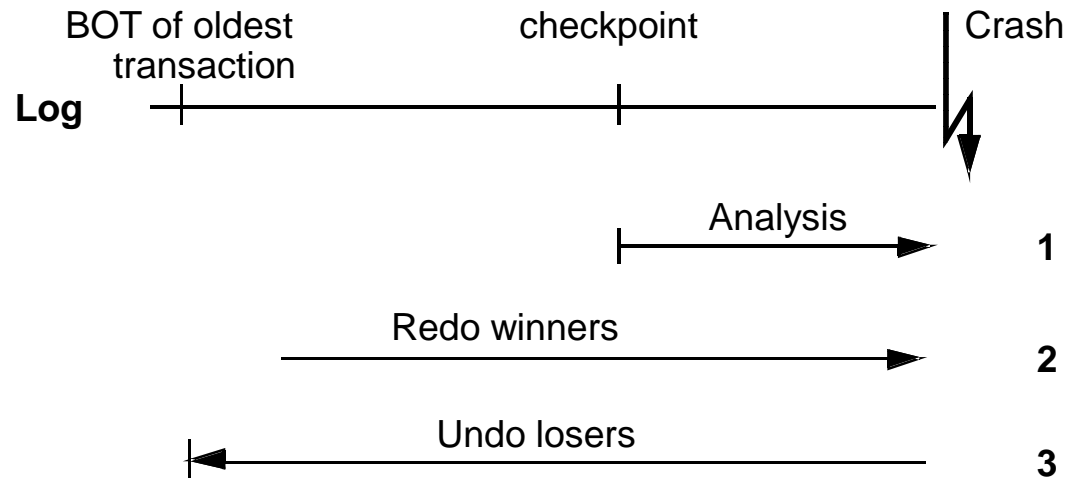 BOT of oldest
transaction
checkpoint
Crash
Log
Analysis
1
Redo winners
2
Undo losers
3